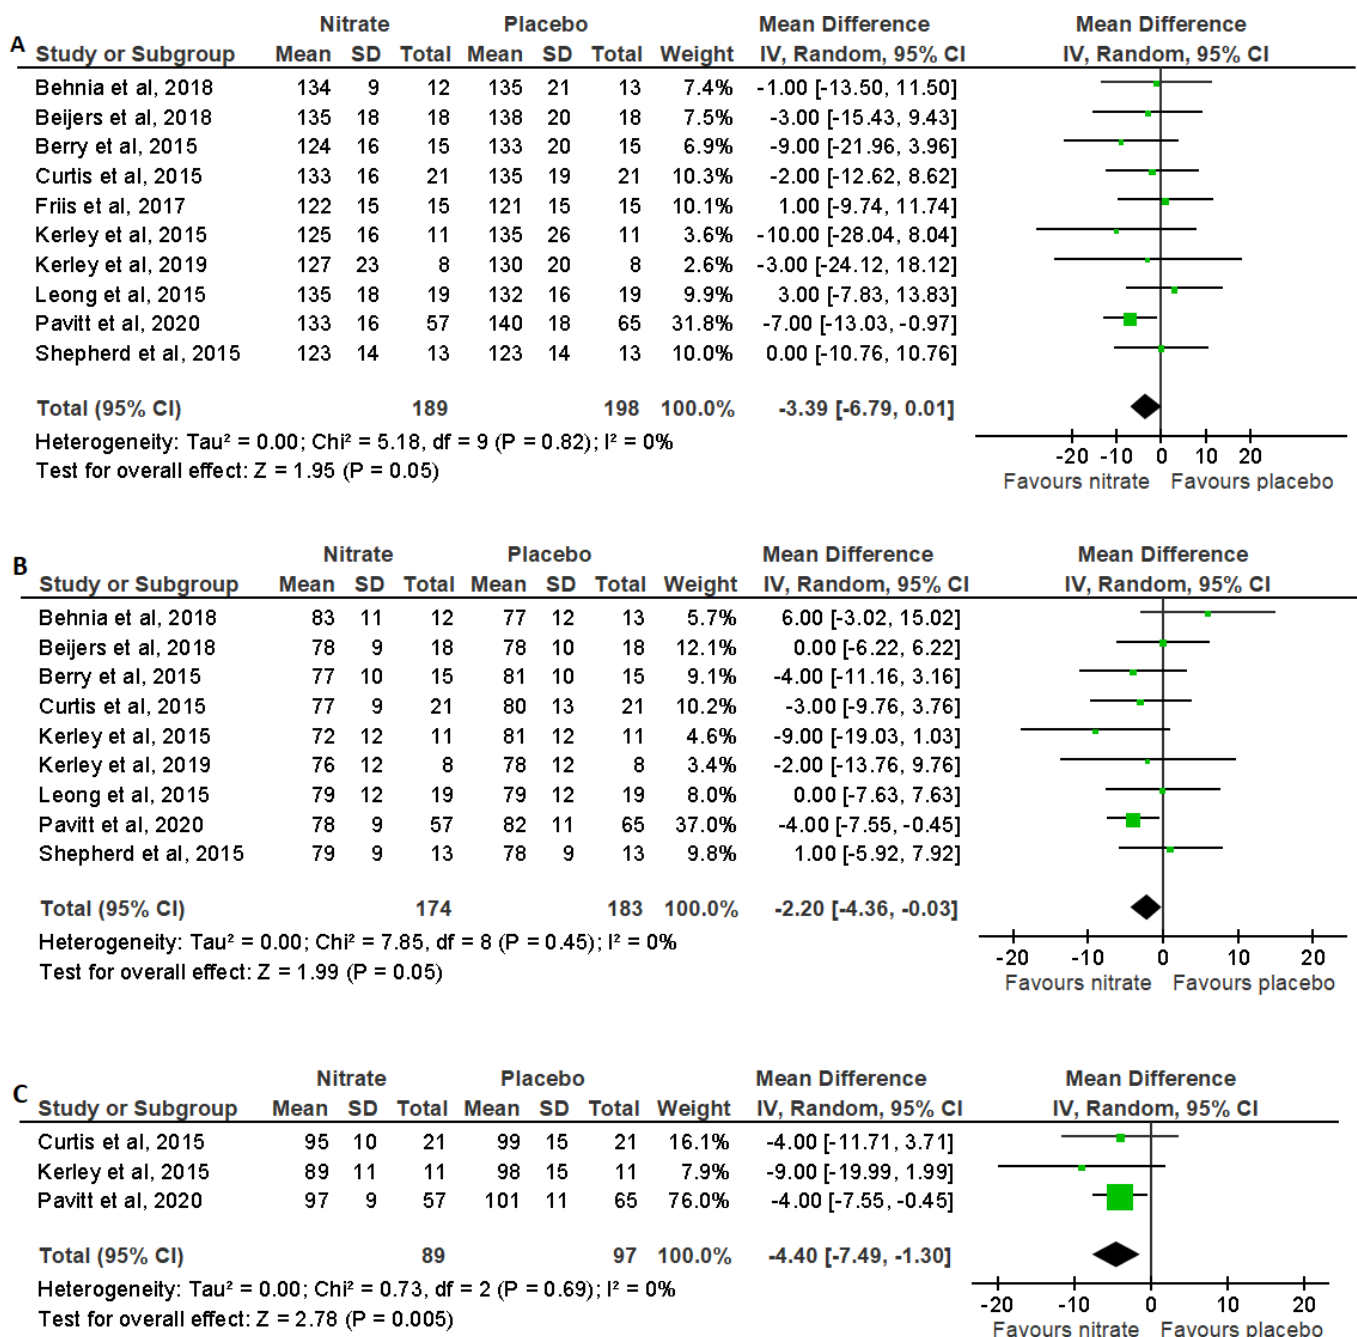 Nitrate Placebo Mean Difference Mean Difference
A Study or Subgroup Mean SD Total Mean SD Total Weight IV, Random, 95% CI IV, Random, 95% CI
Behnia et al, 2018 134 9 12 135 21 13 7.4% -1.00 [-13.50, 11.50]
Beijers et al, 2018 135 18 18 138 20 18 7.5% -3.00 [-15.43, 9.43]
Berry et al, 2015 124 16 15 133 20 15 6.9% -9.00 [-21.96, 3.96]
Curtis et al, 2015 133 16 21 135 19 21 10.3% -2.00 [-12.62, 8.62]
Friis et al, 2017 122 15 15 121 15 15 10.1% 1.00 [-9.74, 11.74]
Kerley et al, 2015 125 16 11 135 26 11 3.6% -10.00 [-28.04, 8.04]
Kerley et al, 2019 127 23 8 130 20 8 2.6% -3.00 [-24.12, 18.12]
Leong et al, 2015 135 18 19 132 16 19 9.9% 3.00 [-7.83, 13.83]
Pavitt et al, 2020 133 16 57 140 18 65 31.8% -7.00 [-13.03, -0.97]
Shepherd et al, 2015 123 14 13 123 14 13 10.0% 0.00 [-10.76, 10.76]
Total (95% CI) 189 198 100.0% -3.39 [-6.79, 0.01]
Heterogeneity: Tau² = 0.00; Chi² = 5.18, df = 9 (P = 0.82); I² = 0%
Test for overall effect: Z = 1.95 (P = 0.05)
-20 -10 0 10 20
Favours nitrate Favours placebo
Nitrate Placebo Mean Difference Mean Difference
B Study or Subgroup Mean SD Total Mean SD Total Weight IV, Random, 95% CI IV, Random, 95% CI
Behnia et al, 2018 83 11 12 77 12 13 5.7% 6.00 [-3.02, 15.02]
Beijers et al, 2018 78 9 18 78 10 18 12.1% 0.00 [-6.22, 6.22]
Berry et al, 2015 77 10 15 81 10 15 9.1% -4.00 [-11.16, 3.16]
Curtis et al, 2015 77 9 21 80 13 21 10.2% -3.00 [-9.76, 3.76]
Kerley et al, 2015 72 12 11 81 12 11 4.6% -9.00 [-19.03, 1.03]
Kerley et al, 2019 76 12 8 78 12 8 3.4% -2.00 [-13.76, 9.76]
Leong et al, 2015 79 12 19 79 12 19 8.0% 0.00 [-7.63, 7.63]
Pavitt et al, 2020 78 9 57 82 11 65 37.0% -4.00 [-7.55, -0.45]
Shepherd et al, 2015 79 9 13 78 9 13 9.8% 1.00 [-5.92, 7.92]
Total (95% CI) 174 183 100.0% -2.20 [-4.36, -0.03]
Heterogeneity: Tau² = 0.00; Chi² = 7.85, df = 8 (P = 0.45); I² = 0%
Test for overall effect: Z = 1.99 (P = 0.05)
-20 -10 0 10 20
Favours nitrate Favours placebo
Nitrate Placebo Mean Difference Mean Difference
C Study or Subgroup Mean SD Total Mean SD Total Weight IV, Random, 95% CI IV, Random, 95% CI
Curtis et al, 2015 95 10 21 99 15 21 16.1% -4.00 [-11.71, 3.71]
Kerley et al, 2015 89 11 11 98 15 11 7.9% -9.00 [-19.99, 1.99]
Pavitt et al, 2020 97 9 57 101 11 65 76.0% -4.00 [-7.55, -0.45]
Total (95% CI) 89 97 100.0% -4.40 [-7.49, -1.30]
Heterogeneity: Tau² = 0.00; Chi² = 0.73, df = 2 (P = 0.69); I² = 0%
Test for overall effect: Z = 2.78 (P = 0.005)
-20 -10 0 10 20
Favours nitrate Favours placebo